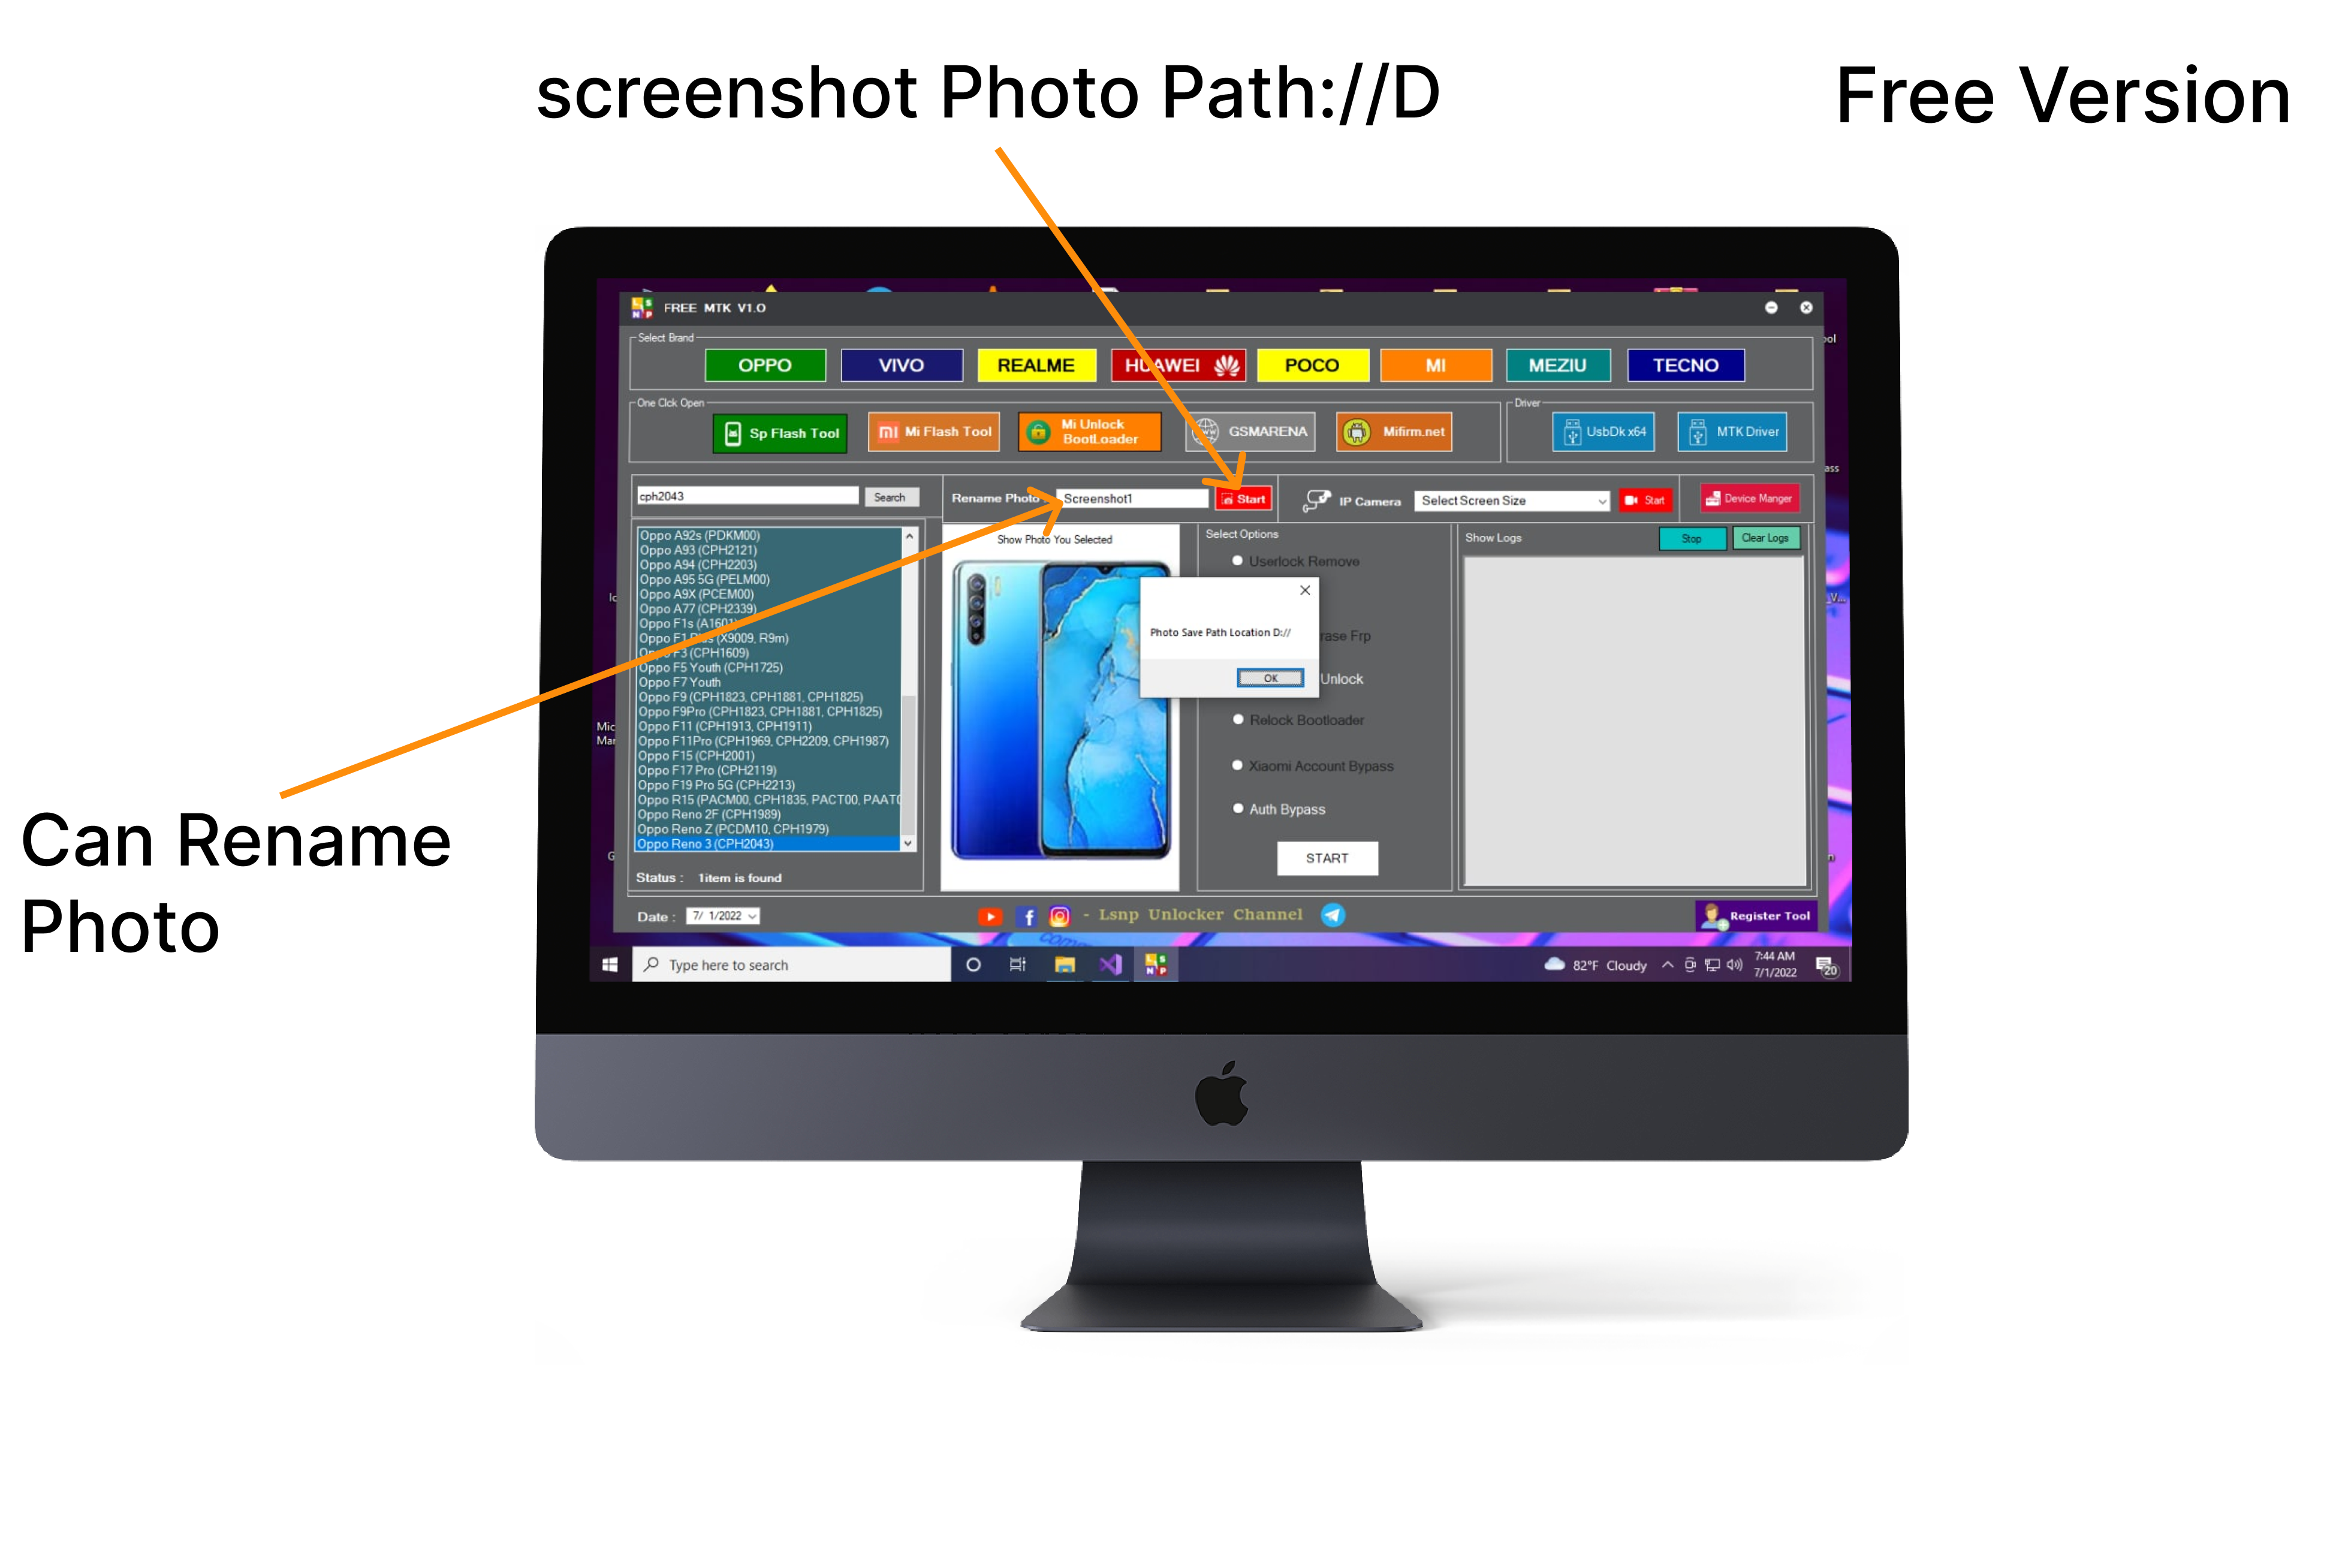 screenshot Photo Path://D
Free Version
FREE MTK V1.0
Select Brand
OPPO
VIVO
REALME
HUAWEI
POCO
MI
MEZIU
TECNO
One Clck Open
Sp Flash Tool
Mi Flash Tool
Mi Unlock
BootLoader
GSMARENA
Mifirm.net
Driver
UsbDk x64
MTK Driver
cph2043
Search
Rename Photo
Screenshot1
Start
IP Camera
Select Screen Size
Start
Device Manger
Oppo A92s (PDKM00)
Oppo A93 (CPH2121)
Oppo A94 (CPH2203)
Oppo A95 5G (PELM00)
Oppo A9X (PCEM00)
Oppo A77 (CPH2339)
Oppo F1s (A1601)
Oppo F1 Plus (X9009, R9m)
Oppo F3 (CPH1609)
Oppo F5 Youth (CPH1725)
Oppo F7 Youth
Oppo F9 (CPH1823, CPH1881, CPH1825)
Oppo F9Pro (CPH1823, CPH1881, CPH1825)
Oppo F11 (CPH1913, CPH1911)
Oppo F11Pro (CPH1969, CPH2209, CPH1987)
Oppo F15 (CPH2001)
Oppo F17 Pro (CPH2119)
Oppo F19 Pro 5G (CPH2213)
Oppo R15 (PACM00, CPH1835, PACT00, PAAT0
Oppo Reno 2F (CPH1989)
Oppo Reno Z (PCDM10, CPH1979)
Oppo Reno 3 (CPH2043)
Status : 1item is found
Show Photo You Selected
Select Options
Userlock Remove
rase Frp
Unlock
Relock Bootloader
Xiaomi Account Bypass
Auth Bypass
START
Photo Save Path Location D://
OK
Show Logs
Stop
Clear Logs
Can Rename
Photo
Date : 7/ 1/2022
- Lsnp Unlocker Channel
Register Tool
Type here to search
82°F Cloudy
7:44 AM
7/1/2022
20